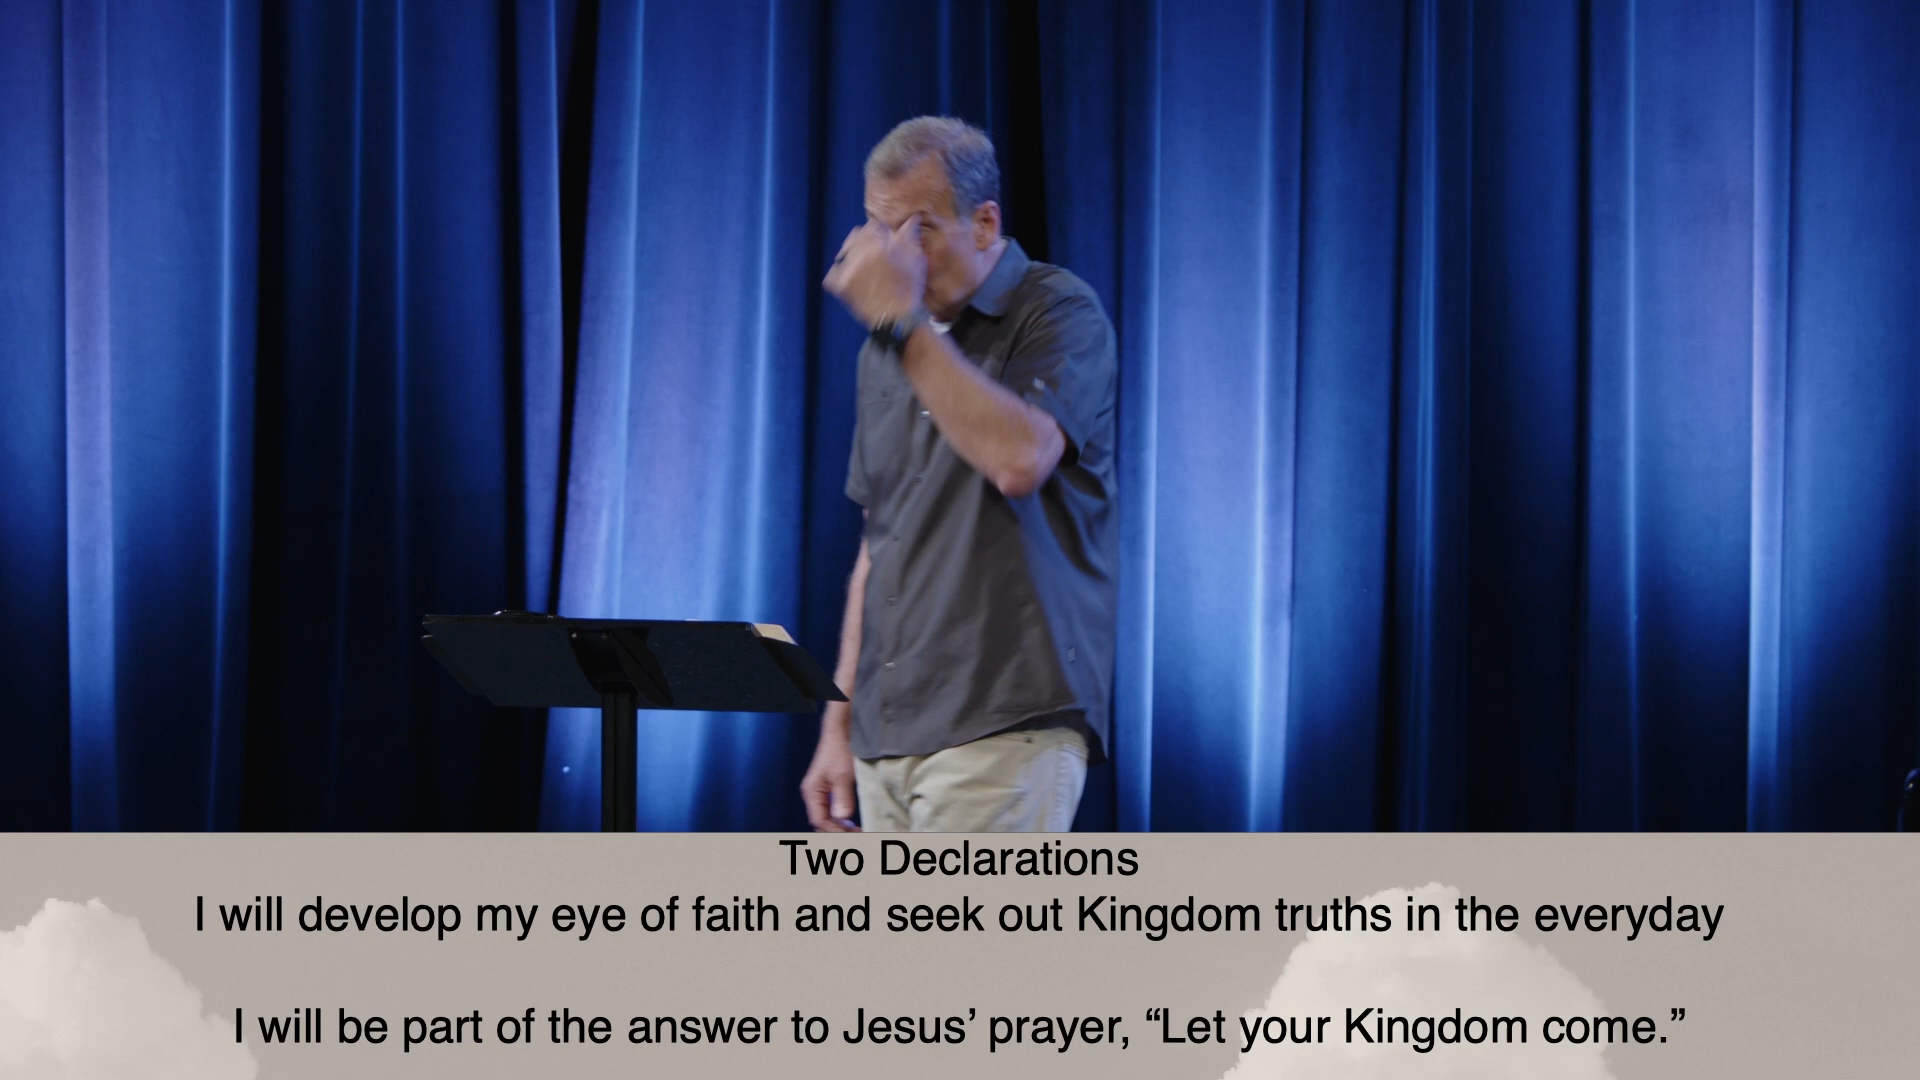 Two Declarations
I will develop my eye of faith and seek out Kingdom truths in the everyday
I will be part of the answer to Jesus’ prayer, “Let your Kingdom come.”